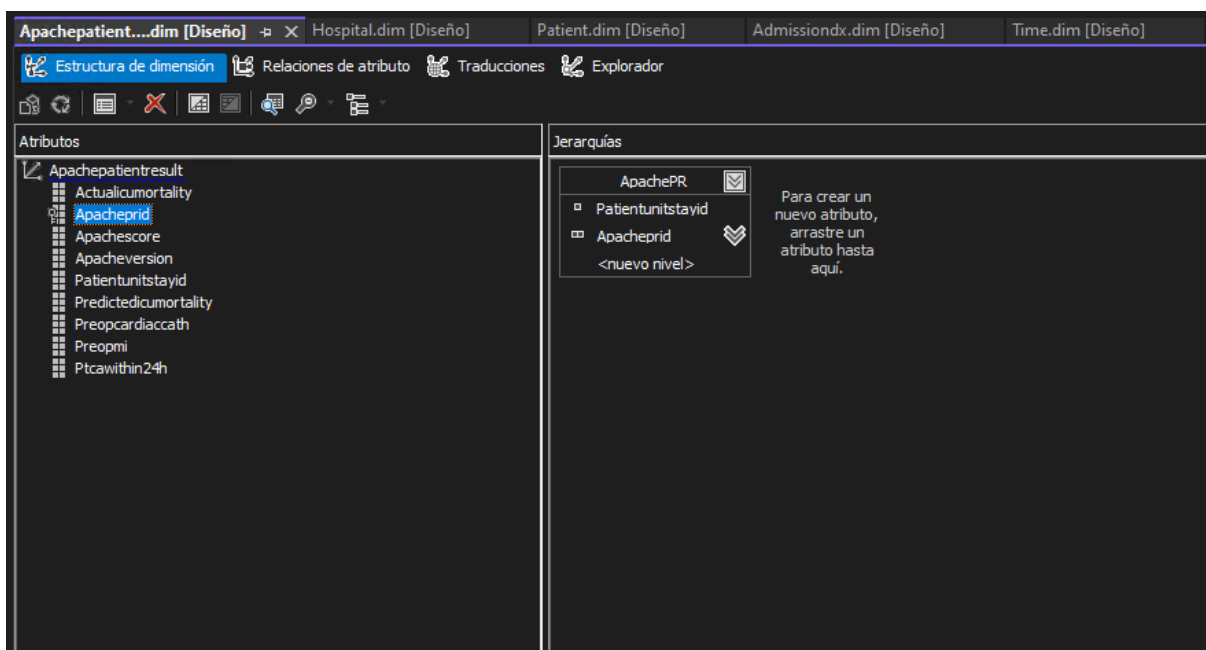 Apachepatient....dim [Diseño] Hospital.dim [Diseño] Patient.dim [Diseño] Admissiondx.dim [Diseño] Time.dim [Diseño]
Estructura de dimensión Relaciones de atributo Traducciones Explorador
Atributos
Apachepatientresult
Actualicumortality
Apacheprid
Apachescore
Apacheversion
Patientunitstayid
Predictedicumortality
Preopcardiaccath
Preopmi
Ptcawithin24h
Jerarquías
ApachePR
Patientunitstayid
Apacheprid
<nuevo nivel>
Para crear un
nuevo atributo,
arrastre un
atributo hasta
aquí.